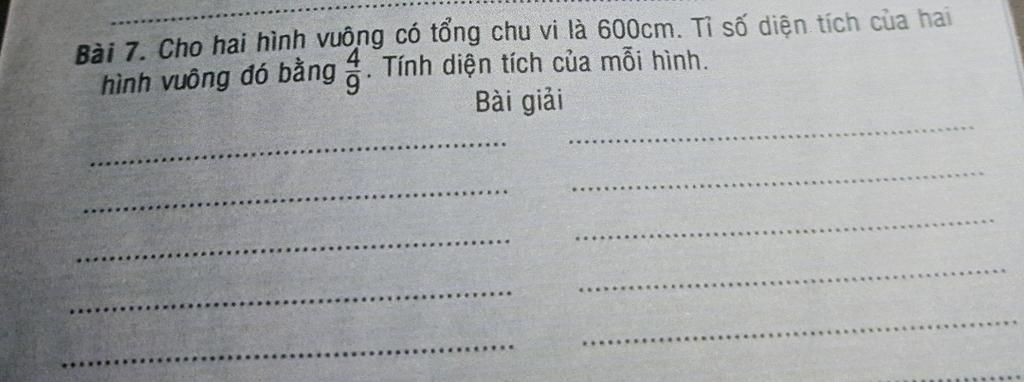 Bài 7. Cho hai hình vuông có tổng chu vi là 600cm. Tỉ số diện tích của hai
hình vuông đó bằng 4/9. Tính diện tích của mỗi hình.
Bài giải